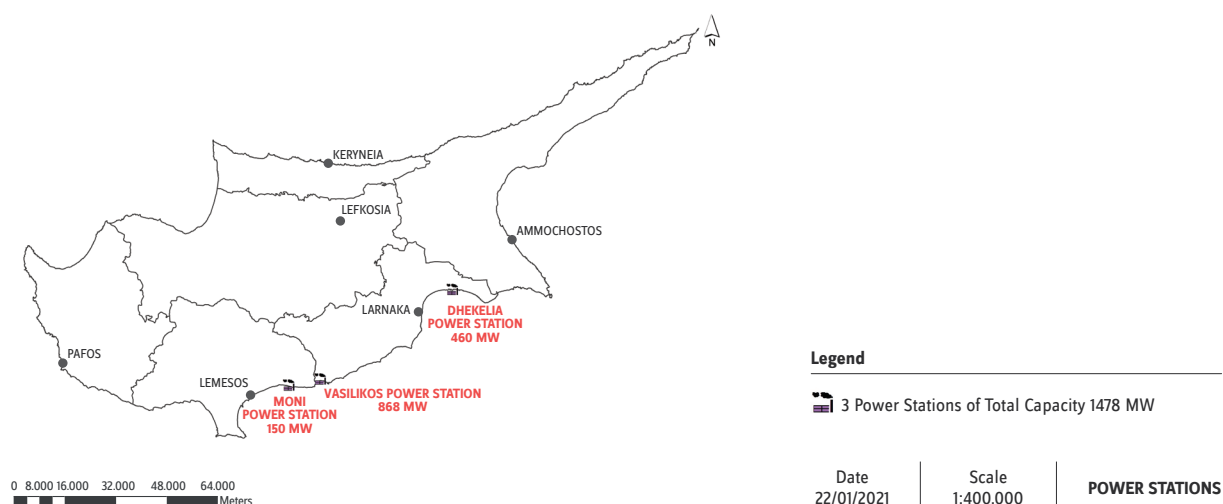 N
KERYNEIA
LEFKOSIA
AMMOCHOSTOS
LARNAKA
DHEKELIA
POWER STATION
460 MW
PAFOS
LEMESOS
MONI
POWER STATION
150 MW
VASILIKOS POWER STATION
868 MW
0 8.000 16.000 32.000 48.000 64.000
Meters
Legend
3 Power Stations of Total Capacity 1478 MW
Date
22/01/2021
Scale
1:400.000
POWER STATIONS